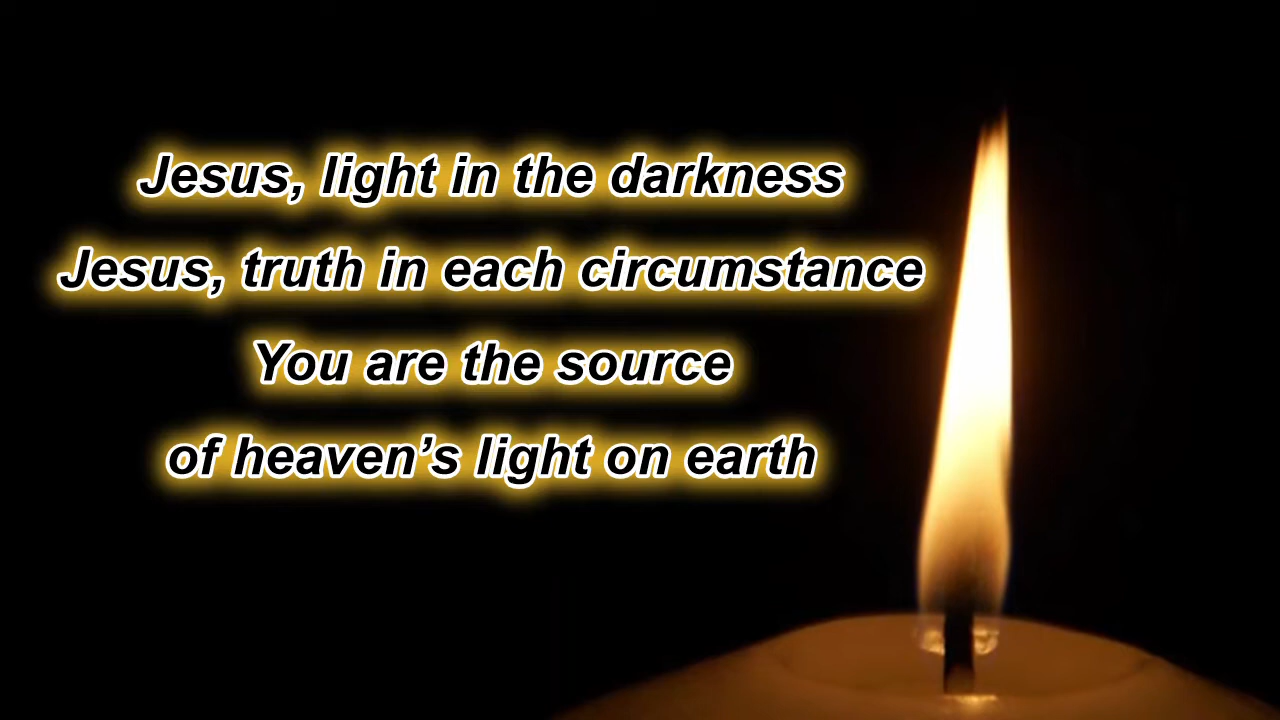 Jesus, light in the darkness
Jesus, truth in each circumstance
You are the source
of heaven’s light on earth